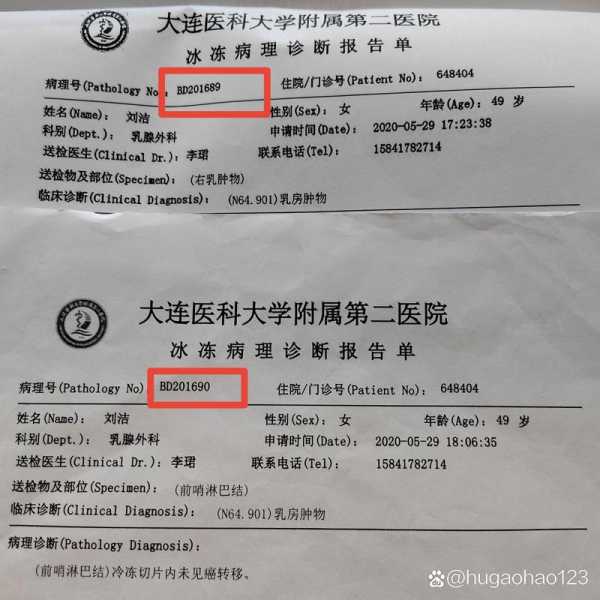 大连医科大学附属第二医院
冰冻病理诊断报告单
病理号(Pathology No: BD201689 住院/门诊号(Patient No): 648404
姓名(Name): 刘洁 性别(Sex): 女 年龄(Age): 49 岁
科别(Dept.): 乳腺外科 申请时间(Date): 2020-05-29 17:23:38
送检医生(Clinical Dr.): 李珺 联系电话(Tel): 15841782714
送检物及部位(Specimen): (右乳肿物)
临床诊断(Clinical Diagnosis): (N64.901)乳房肿物
大连医科大学附属第二医院
冰冻病理诊断报告单
病理号(Pathology No) BD201690 住院/门诊号(Patient No): 648404
姓名(Name): 刘洁 性别(Sex): 女 年龄(Age): 49 岁
科别(Dept.): 乳腺外科 申请时间(Date): 2020-05-29 18:06:35
送检医生(Clinical Dr.): 李珺 联系电话(Tel): 15841782714
送检物及部位(Specimen): (前哨淋巴结)
临床诊断(Clinical Diagnosis): (N64.901)乳房肿物
病理诊断(Pathology Diagnosis):
(前哨淋巴结)冷冻切片内未见癌转移。
@hugaohao123